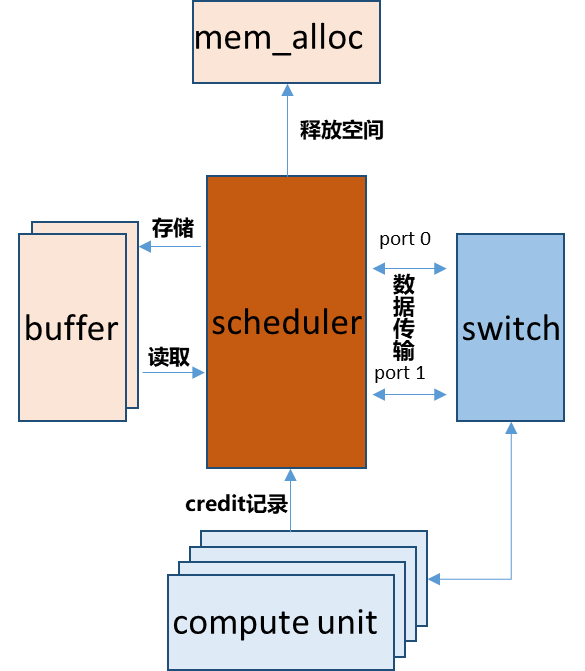 mem_alloc
释放空间
存储
port 0
buffer
scheduler
数据传输
switch
读取
port 1
credit记录
compute unit